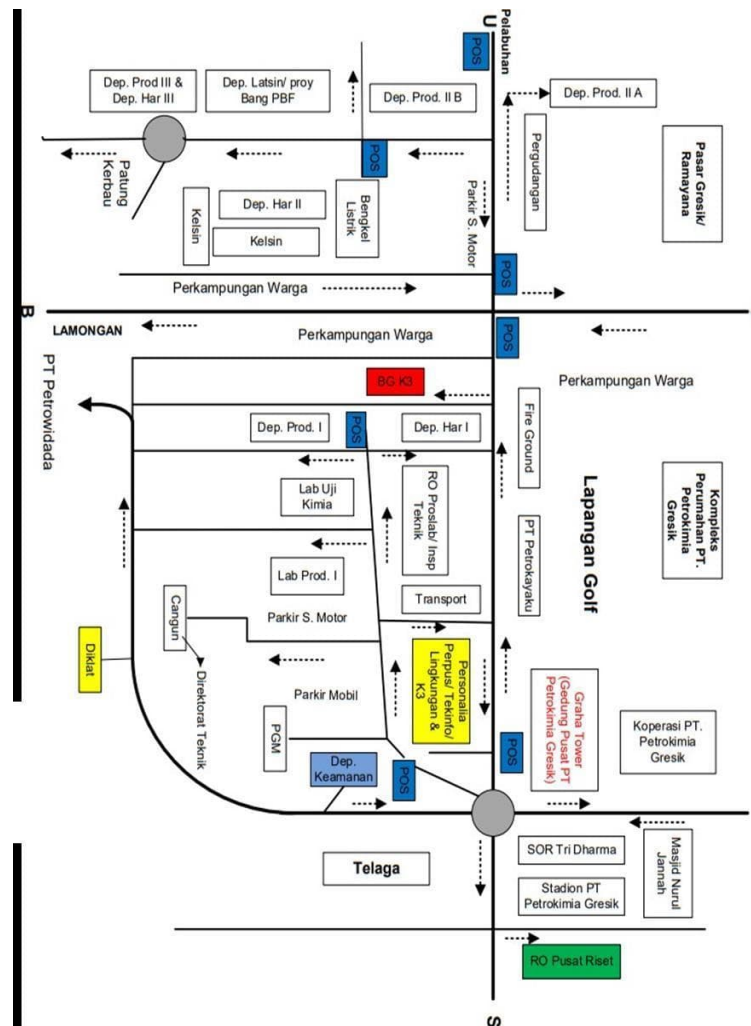 U
Pelabuhan
POS
Dep. Prod III &
Dep. Har III
Dep. Latsin/ proy
Bang PBF
Dep. Prod. II B
Dep. Prod. II A
Pergudangan
Pasar Gresik/
Ramayana
POS
Patung
Kerbau
Kelsin
Dep. Har II
Kelsin
Bengkel
Listrik
Parkir S. Motor
POS
Perkampungan Warga
B
LAMONGAN
Perkampungan Warga
POS
PT Petrowidada
BG K3
Perkampungan Warga
Dep. Prod. I
POS
Dep. Har I
Fire Ground
Lab Uji
Kimia
RO Proslab/ Insp
Teknik
Lapangan Golf
Kompleks
Perumahan PT.
Petrokimia
Gresik
PT Petrokayaku
Lab Prod. I
Transport
Cangun
Parkir S. Motor
Diklat
Direktorat Teknik
Personalia
Perpus/ Tekinfo/
Lingkungan &
K3
Parkir Mobil
PGM
Graha Tower
(Gedung Pusat PT
Petrokimia Gresik)
Koperasi PT.
Petrokimia
Gresik
POS
Dep.
Keamanan
POS
Telaga
SOR Tri Dharma
Masjid Nurul
Jannah
Stadion PT
Petrokimia Gresik
RO Pusat Riset
S